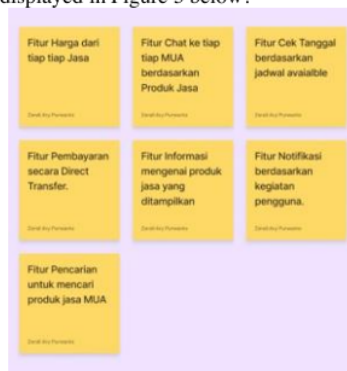 displayed in Figure 3 below:
Fitur Harga dari
tiap tiap Jasa
Fitur Chat ke tiap
tiap MUA
berdasarkan
Produk Jasa
Fitur Cek Tanggal
berdasarkan
jadwal avaialble
Fitur Pembayaran
secara Direct
Transfer.
Fitur Informasi
mengenai produk
jasa yang
ditampilkan
Fitur Notifikasi
berdasarkan
kegiatan
pengguna.
Fitur Pencarian
untuk mencari
produk jasa MUA